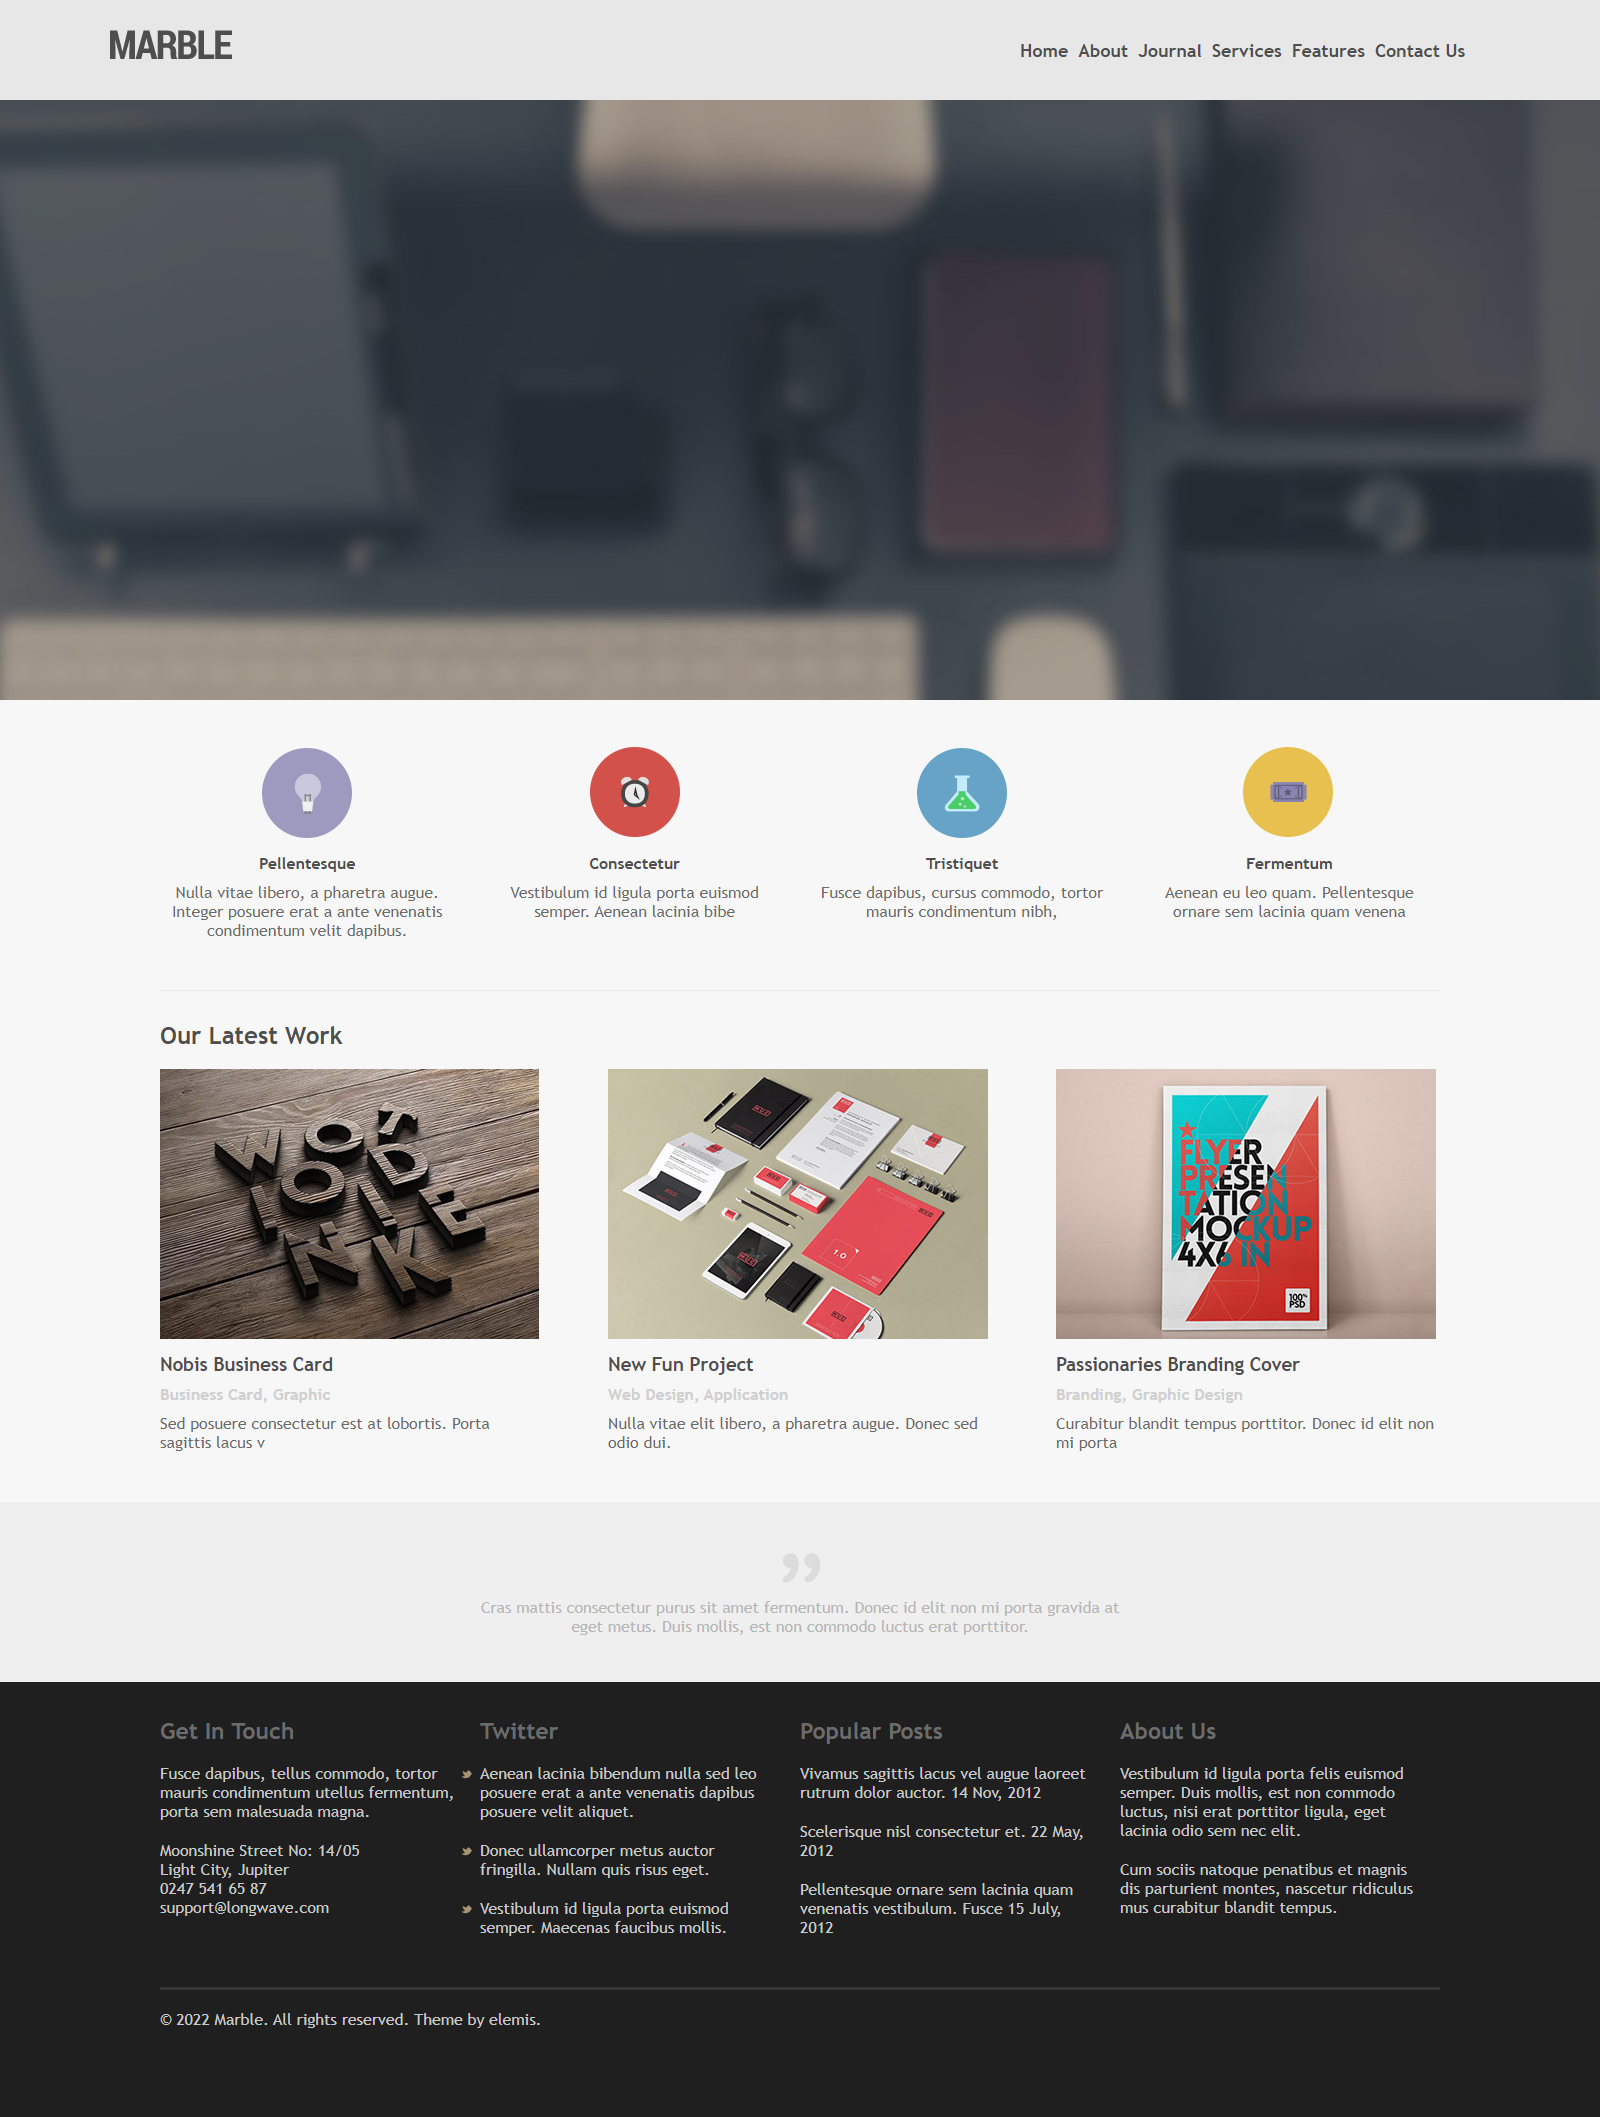 MARBLE
Home About Journal Services Features Contact Us
Pellentesque
Nulla vitae libero, a pharetra augue.
Integer posuere erat a ante venenatis
condimentum velit dapibus.
Consectetur
Vestibulum id ligula porta euismod
semper. Aenean lacinia bibe
Tristiquet
Fusce dapibus, cursus commodo, tortor
mauris condimentum nibh,
Fermentum
Aenean eu leo quam. Pellentesque
ornare sem lacinia quam venena
Our Latest Work
WOODEN
FLYER
PRESEN
TATION
MOCKUP
4X6 IN
100%
PSD
Nobis Business Card
Business Card, Graphic
Sed posuere consectetur est at lobortis. Porta
sagittis lacus v
New Fun Project
Web Design, Application
Nulla vitae elit libero, a pharetra augue. Donec sed
odio dui.
Passionaries Branding Cover
Branding, Graphic Design
Curabitur blandit tempus porttitor. Donec id elit non
mi porta
”
Cras mattis consectetur purus sit amet fermentum. Donec id elit non mi porta gravida at
eget metus. Duis mollis, est non commodo luctus erat porttitor.
Get In Touch
Fusce dapibus, tellus commodo, tortor
mauris condimentum utellus fermentum,
porta sem malesuada magna.
Moonshine Street No: 14/05
Light City, Jupiter
0247 541 65 87
support@longwave.com
Twitter
Aenean lacinia bibendum nulla sed leo
posuere erat a ante venenatis dapibus
posuere velit aliquet.
Donec ullamcorper metus auctor
fringilla. Nullam quis risus eget.
Vestibulum id ligula porta euismod
semper. Maecenas faucibus mollis.
Popular Posts
Vivamus sagittis lacus vel augue laoreet
rutrum dolor auctor. 14 Nov, 2012
Scelerisque nisl consectetur et. 22 May,
2012
Pellentesque ornare sem lacinia quam
venenatis vestibulum. Fusce 15 July,
2012
About Us
Vestibulum id ligula porta felis euismod
semper. Duis mollis, est non commodo
luctus, nisi erat porttitor ligula, eget
lacinia odio sem nec elit.
Cum sociis natoque penatibus et magnis
dis parturient montes, nascetur ridiculus
mus curabitur blandit tempus.
© 2022 Marble. All rights reserved. Theme by elemis.